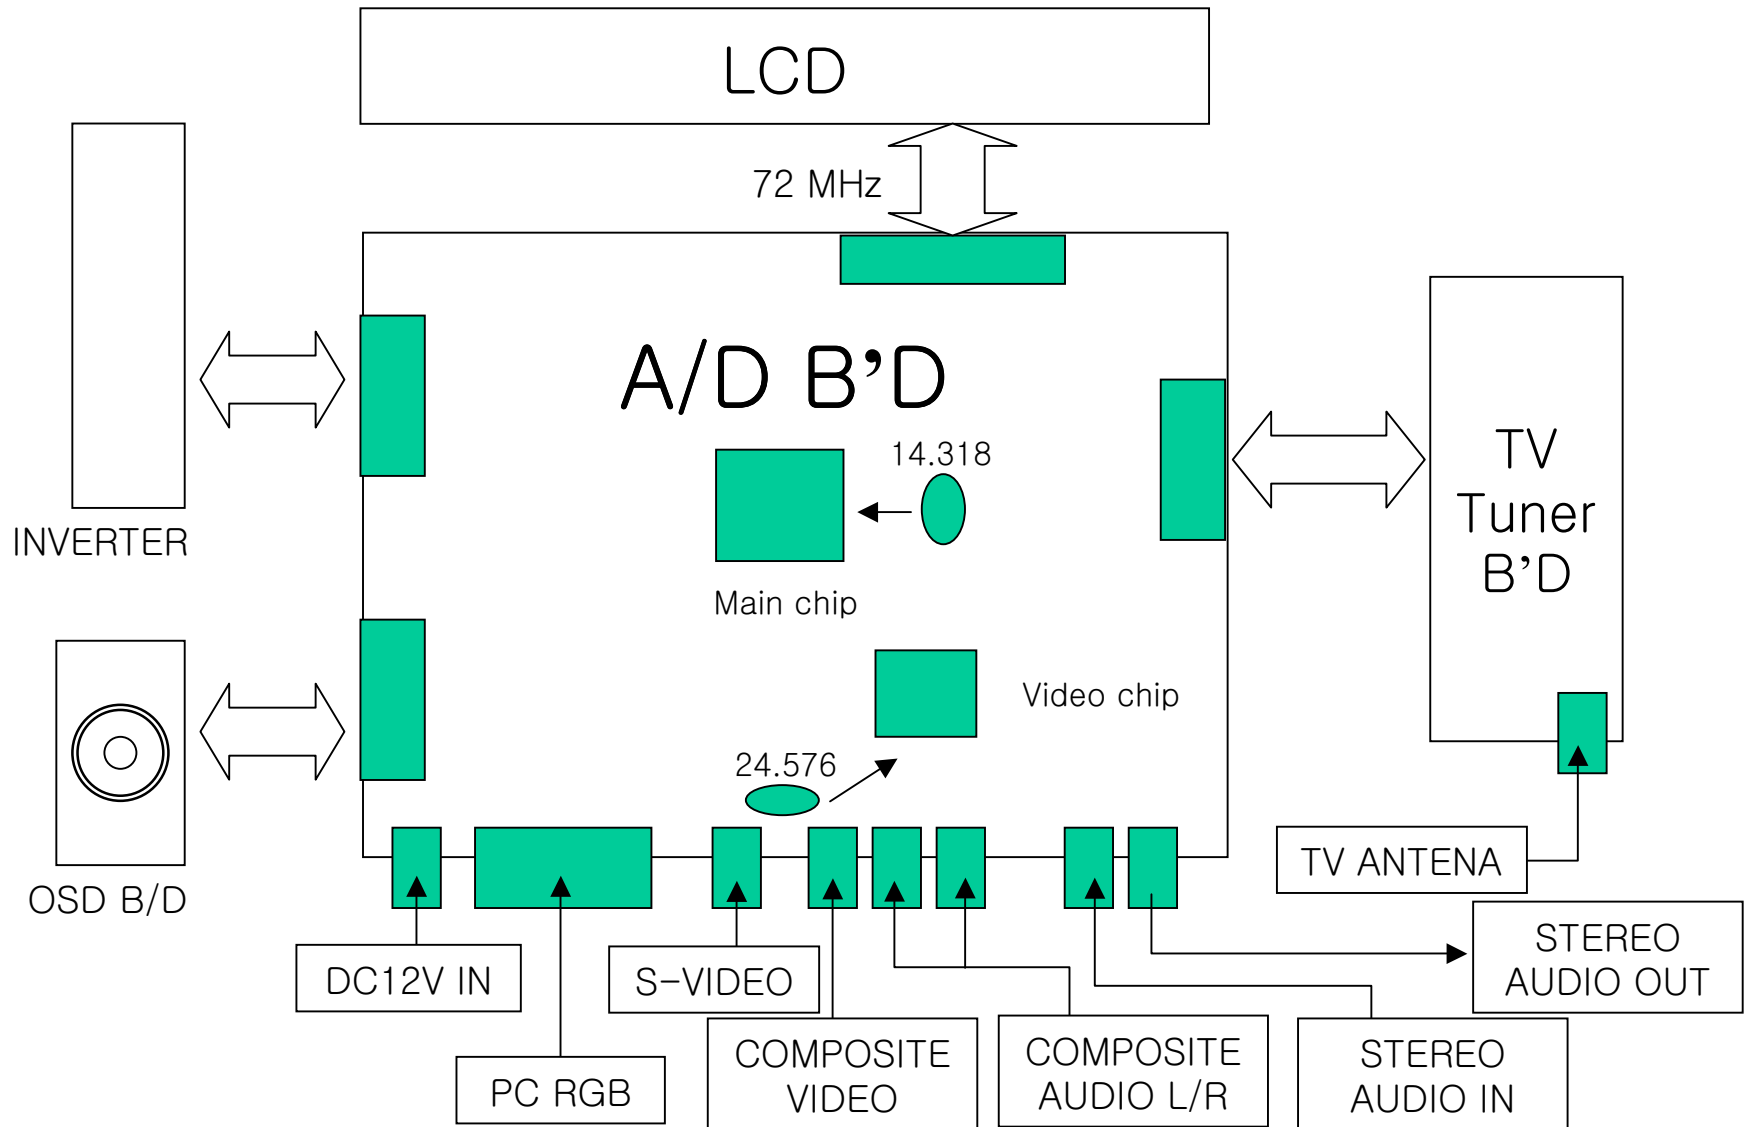 LCD
72 MHz
A/D B’D
14.318
TV
Tuner
B’D
INVERTER
Main chip
Video chip
24.576
TV ANTENA
OSD B/D
DC12V IN
S-VIDEO
STEREO
AUDIO OUT
PC RGB
COMPOSITE
VIDEO
COMPOSITE
AUDIO L/R
STEREO
AUDIO IN